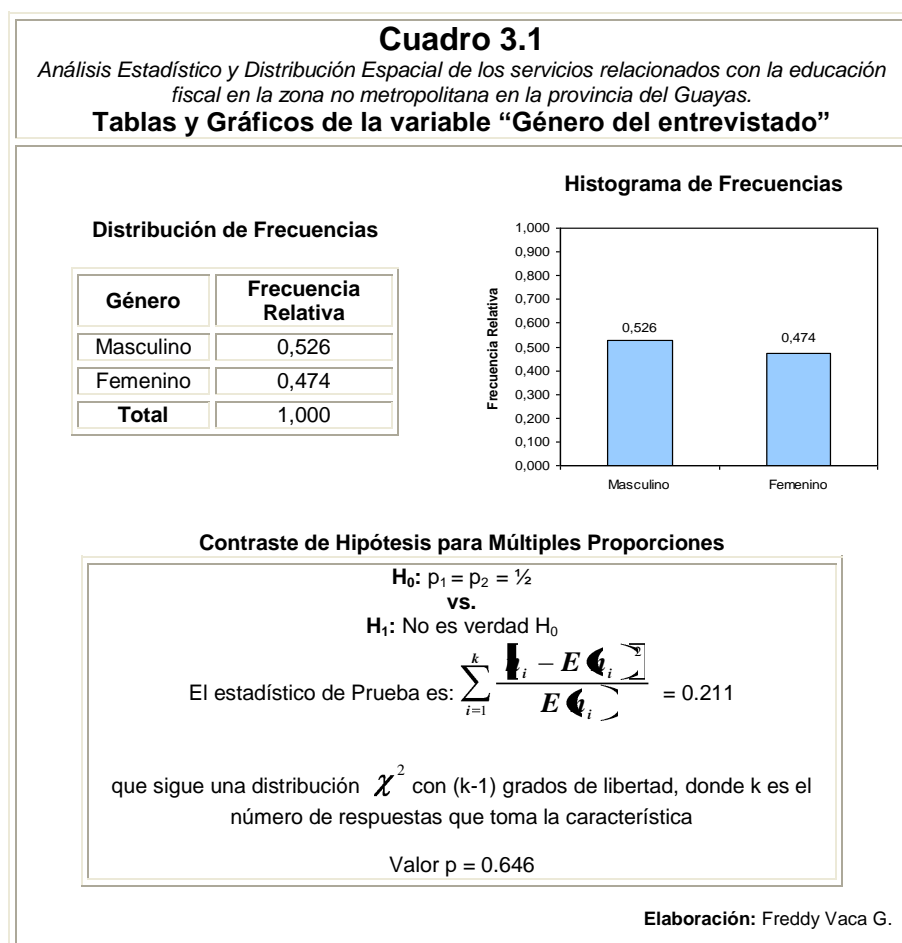 Cuadro 3.1
Análisis Estadístico y Distribución Espacial de los servicios relacionados con la educación
fiscal en la zona no metropolitana en la provincia del Guayas.
Tablas y Gráficos de la variable “Género del entrevistado”
Distribución de Frecuencias
Género Frecuencia Relativa
Masculino 0,526
Femenino 0,474
Total 1,000
Histograma de Frecuencias
Frecuencia Relativa
1,000
0,900
0,800
0,700
0,600
0,500
0,400
0,300
0,200
0,100
0,000
0,526
0,474
Masculino Femenino
Contraste de Hipótesis para Múltiples Proporciones
H₀: p₁ = p₂ = ½
vs.
H₁: No es verdad H₀
El estadístico de Prueba es: k ∑ i=1 i − E i 2 E i = 0.211
que sigue una distribución χ² con (k-1) grados de libertad, donde k es el
número de respuestas que toma la característica
Valor p = 0.646
Elaboración: Freddy Vaca G.